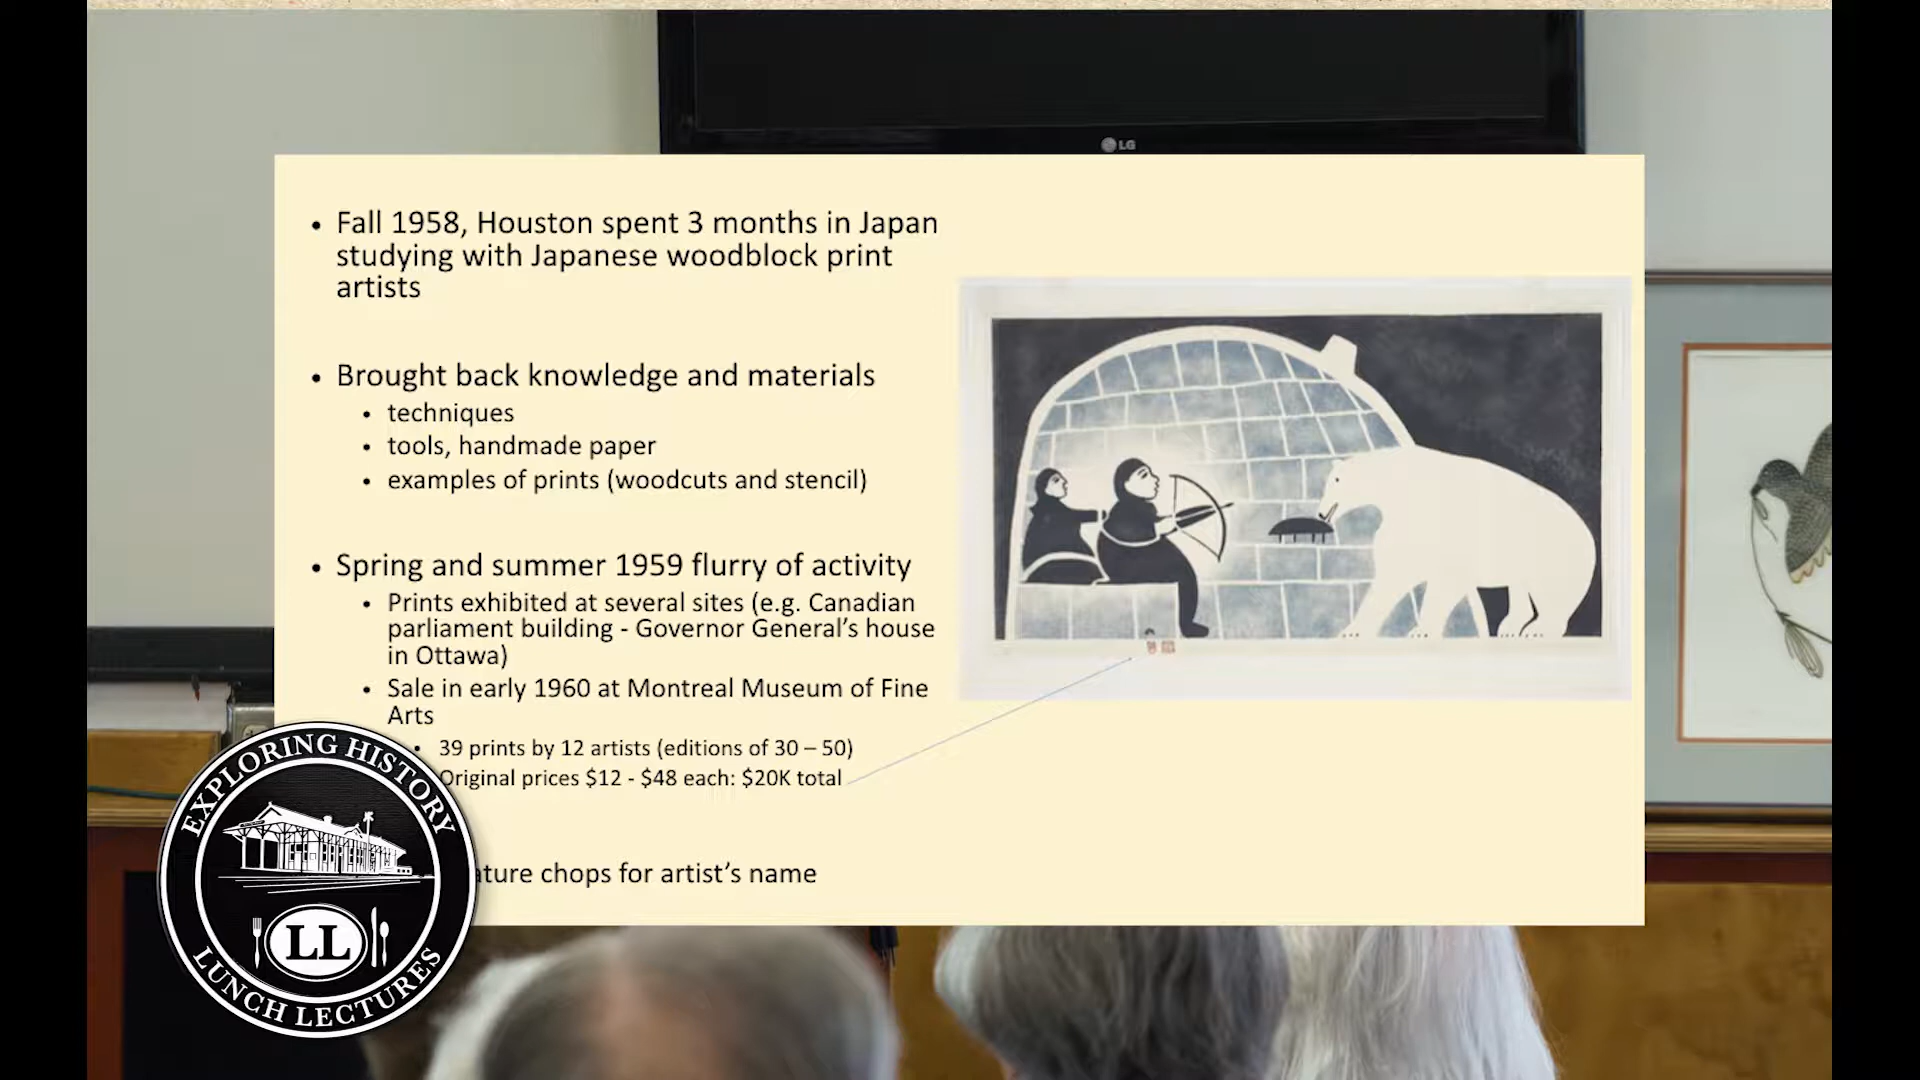 LG
• Fall 1958, Houston spent 3 months in Japan
studying with Japanese woodblock print
artists
• Brought back knowledge and materials
• techniques
• tools, handmade paper
• examples of prints (woodcuts and stencil)
• Spring and summer 1959 flurry of activity
• Prints exhibited at several sites (e.g. Canadian
parliament building - Governor General’s house
in Ottawa)
• Sale in early 1960 at Montreal Museum of Fine
Arts
• 39 prints by 12 artists (editions of 30 – 50)
Original prices $12 - $48 each: $20K total
ature chops for artist’s name
EXPLORING HISTORY
LL
LUNCH LECTURES